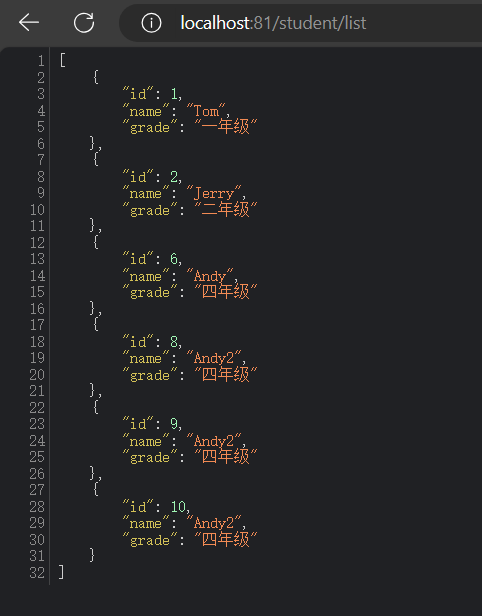 localhost:81/student/list
1 [
2 {
3 "id": 1,
4 "name": "Tom",
5 "grade": "一年级"
6 },
7 {
8 "id": 2,
9 "name": "Jerry",
10 "grade": "二年级"
11 },
12 {
13 "id": 6,
14 "name": "Andy",
15 "grade": "四年级"
16 },
17 {
18 "id": 8,
19 "name": "Andy2",
20 "grade": "四年级"
21 },
22 {
23 "id": 9,
24 "name": "Andy2",
25 "grade": "四年级"
26 },
27 {
28 "id": 10,
29 "name": "Andy2",
30 "grade": "四年级"
31 }
32 ]